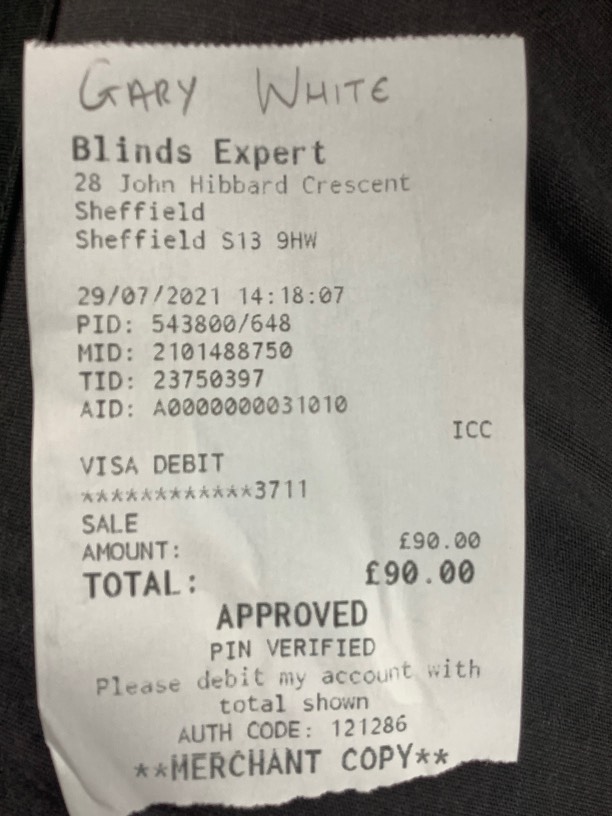 GARY WHITE
Blinds Expert
28 John Hibbard Crescent
Sheffield
Sheffield S13 9HW
29/07/2021 14:18:07
PID: 543800/648
MID: 2101488750
TID: 23750397
AID: A0000000031010
ICC
VISA DEBIT
************3711
SALE
AMOUNT: £90.00
TOTAL: £90.00
APPROVED
PIN VERIFIED
Please debit my account with
total shown
AUTH CODE: 121286
**MERCHANT COPY**